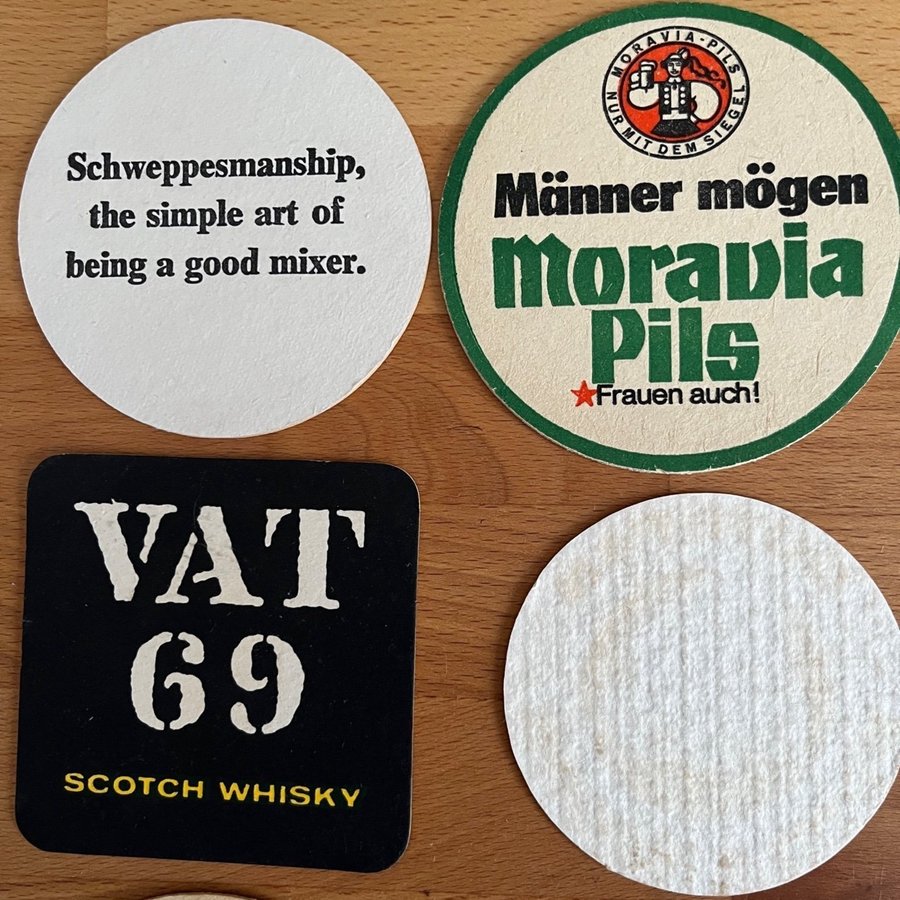 Schweppesmanship,
the simple art of
being a good mixer.
MORAVIA-PILS
NUR MIT DEM SIEGEL
Männer mögen
Moravia
Pils
Frauen auch!
VAT
69
SCOTCH WHISKY